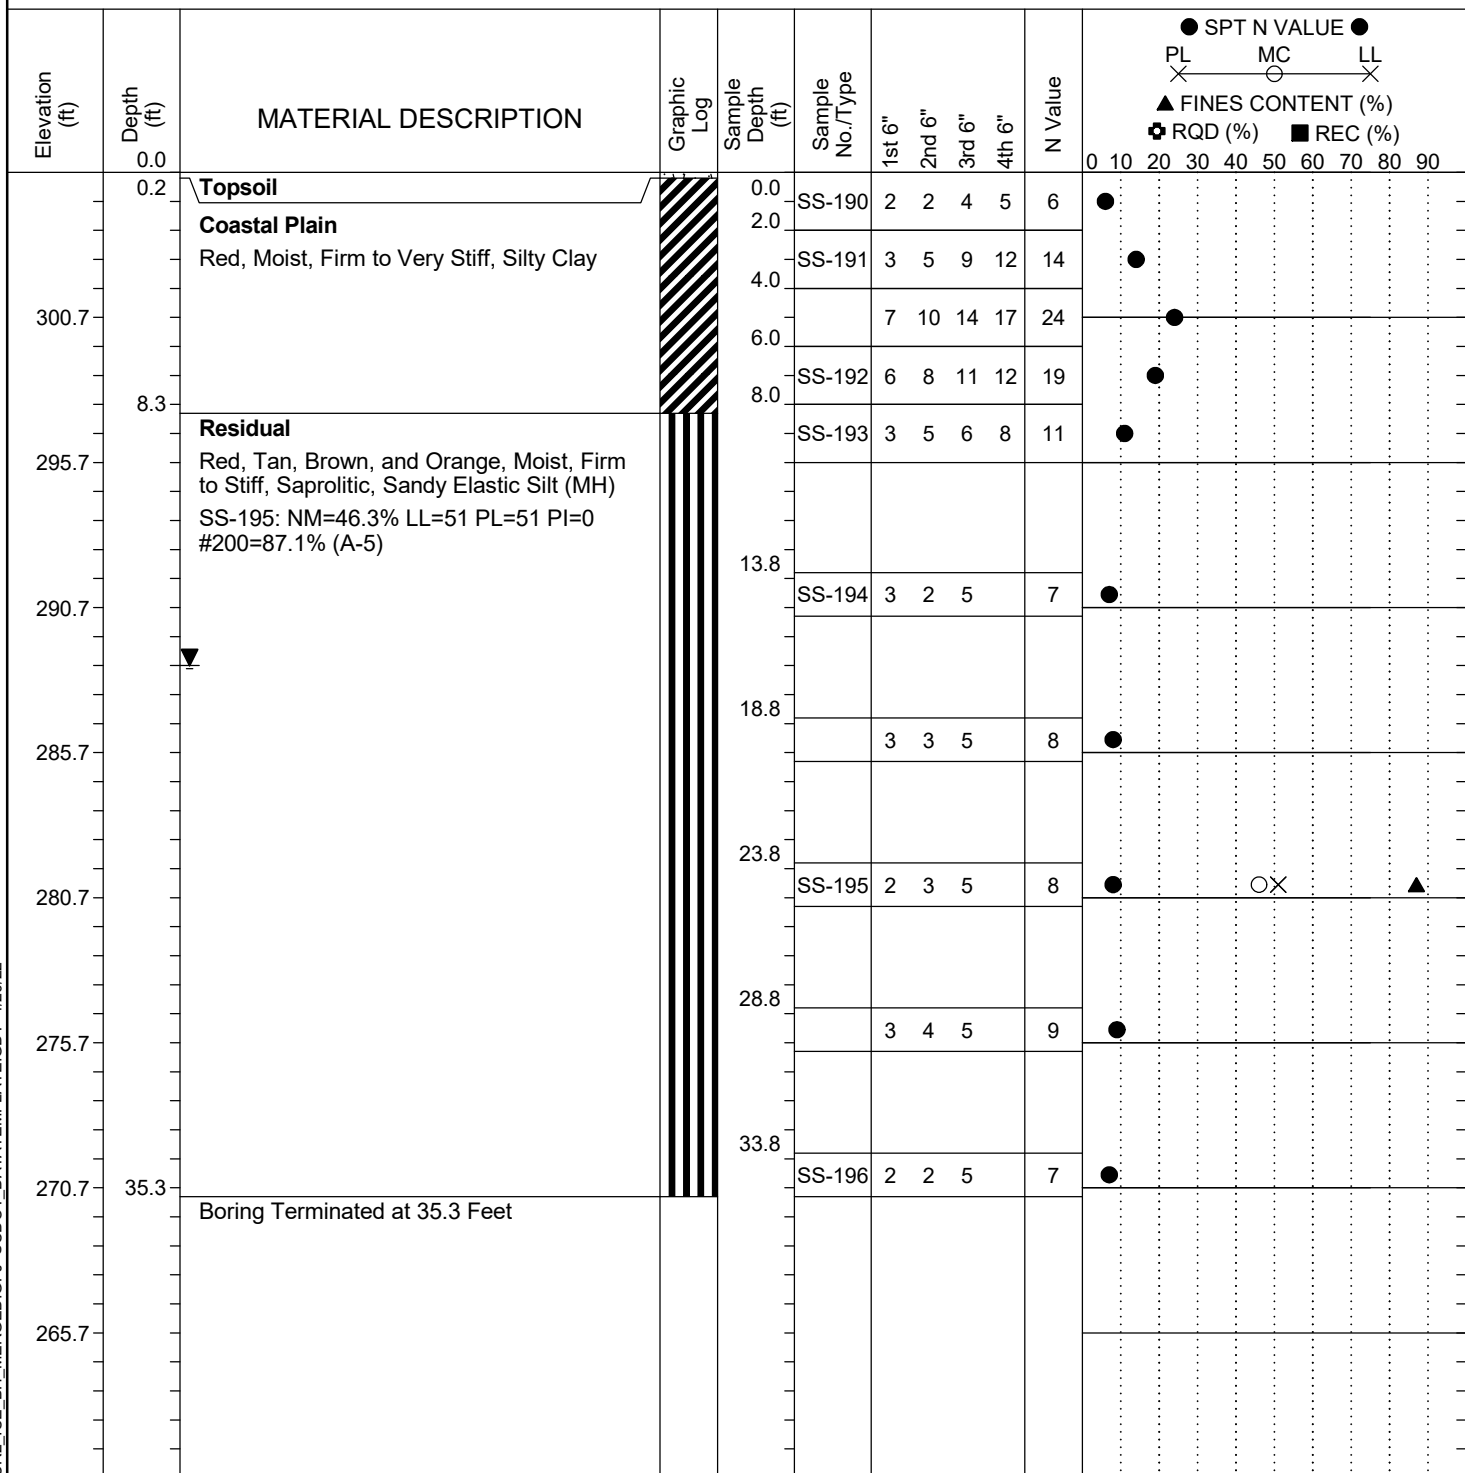 ● SPT N VALUE ●
PL MC LL
▲ FINES CONTENT (%)
RQD (%) ■ REC (%)
0 10 20 30 40 50 60 70 80 90
Elevation (ft)
Depth (ft)
0.0
MATERIAL DESCRIPTION
Graphic Log
Sample Depth (ft)
Sample No./Type
1st 6"
2nd 6"
3rd 6"
4th 6"
N Value
0.2 Topsoil
0.0 SS-190 2 2 4 5 6
2.0
Coastal Plain
Red, Moist, Firm to Very Stiff, Silty Clay
SS-191 3 5 9 12 14
4.0
300.7 7 10 14 17 24
6.0
SS-192 6 8 11 12 19
8.0
8.3
Residual
SS-193 3 5 6 8 11
295.7
Red, Tan, Brown, and Orange, Moist, Firm
to Stiff, Saprolitic, Sandy Elastic Silt (MH)
SS-195: NM=46.3% LL=51 PL=51 PI=0
#200=87.1% (A-5)
13.8
SS-194 3 2 5 7
290.7
18.8
3 3 5 8
285.7
23.8
SS-195 2 3 5 8
280.7
28.8
3 4 5 9
275.7
33.8
SS-196 2 2 5 7
270.7 35.3
Boring Terminated at 35.3 Feet
265.7